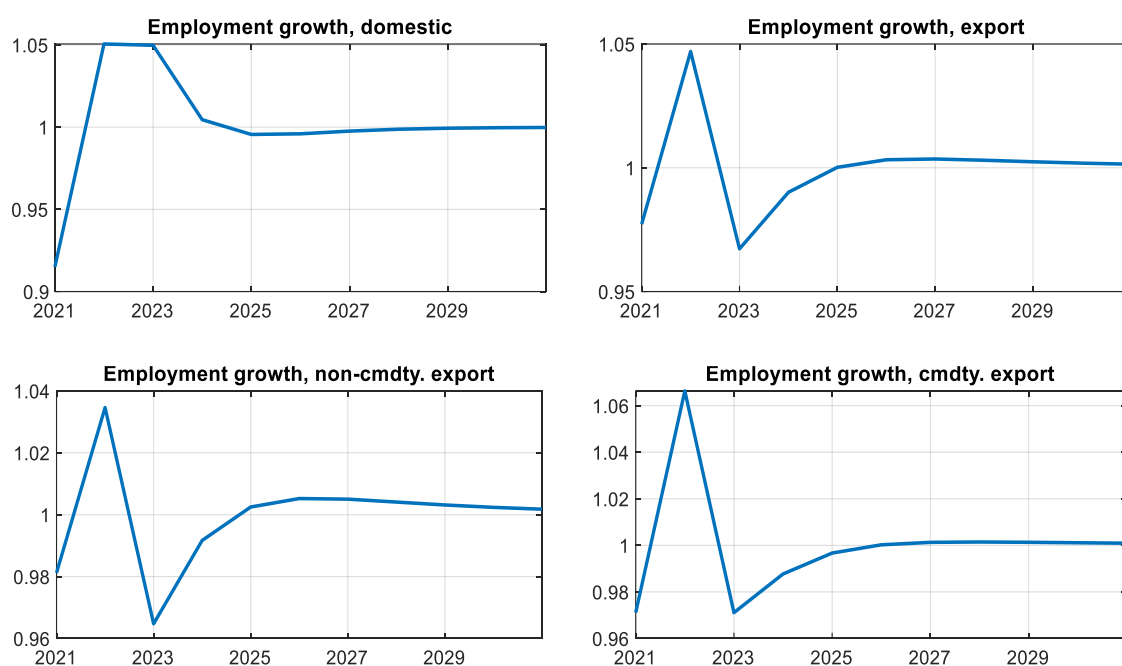 Employment growth, domestic
1.05
1
0.95
0.9
2021 2023 2025 2027 2029
Employment growth, export
1.05
1
0.95
2021 2023 2025 2027 2029
Employment growth, non-cmdty. export
1.04
1.02
1
0.98
0.96
2021 2023 2025 2027 2029
Employment growth, cmdty. export
1.06
1.04
1.02
1
0.98
0.96
2021 2023 2025 2027 2029